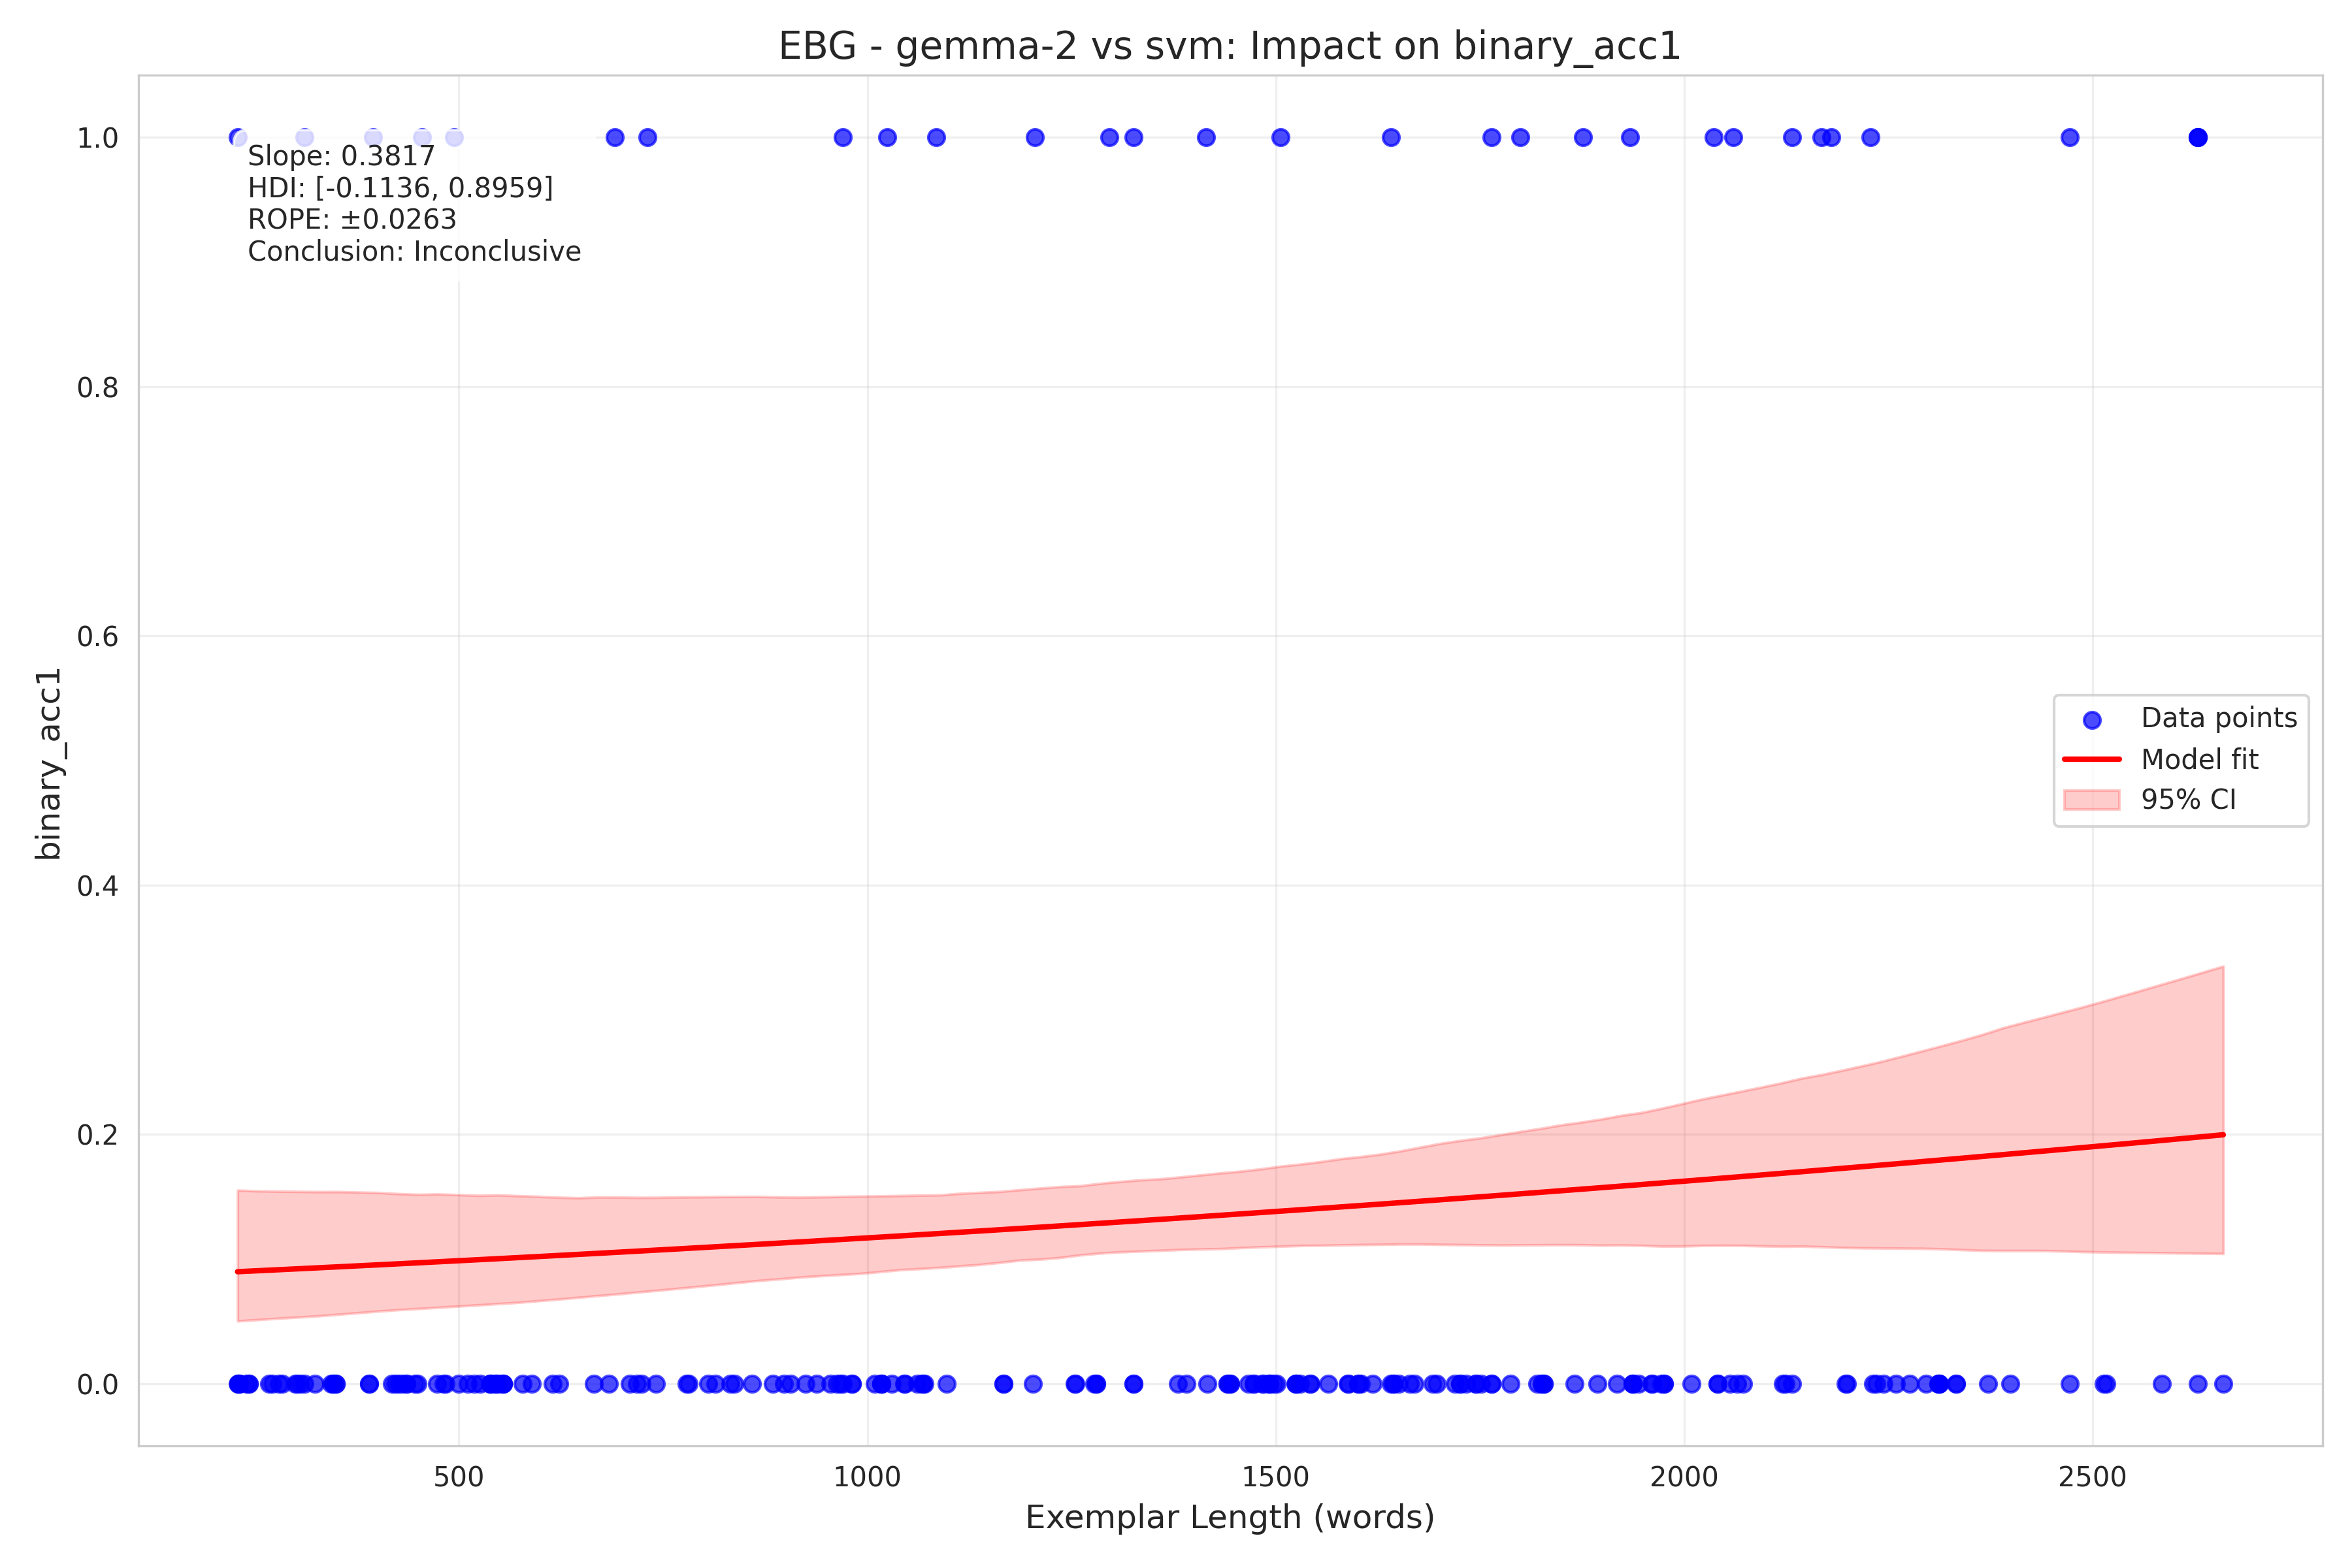 EBG - gemma-2 vs svm: Impact on binary_acc1
1.0
0.8
0.6
0.4
0.2
0.0
binary_acc1
Slope: 0.3817
HDI: [-0.1136, 0.8959]
ROPE: ±0.0263
Conclusion: Inconclusive
Data points
Model fit
95% CI
500
1000
1500
2000
2500
Exemplar Length (words)